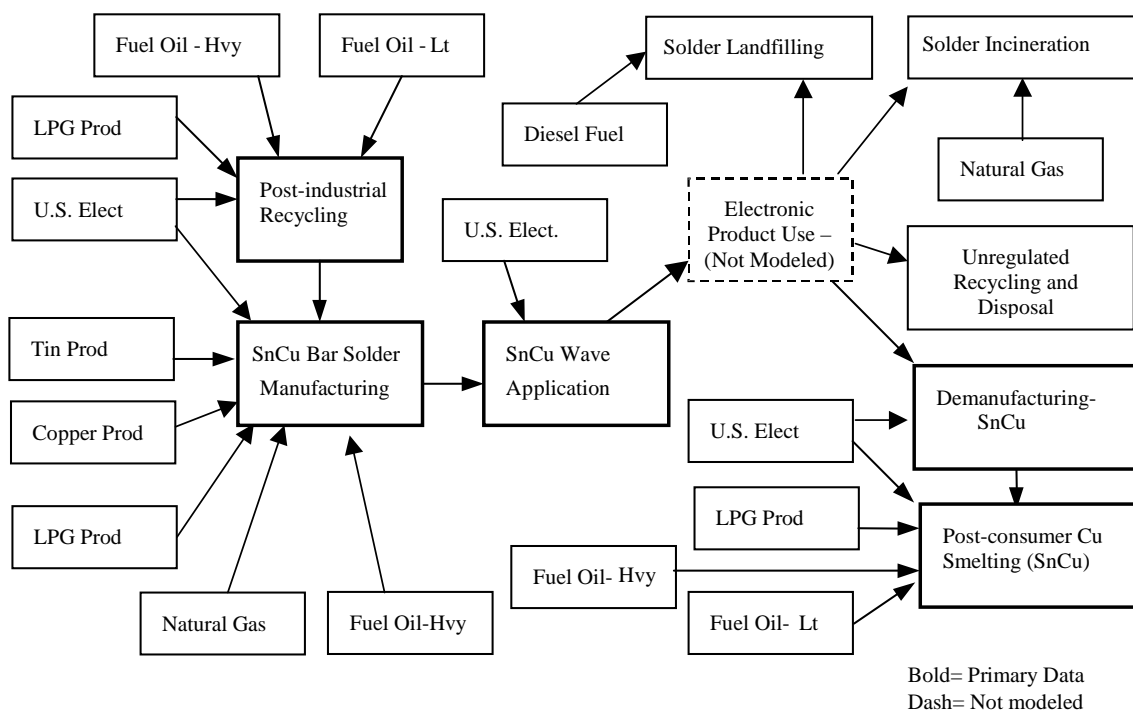 Fuel Oil - Hvy
Fuel Oil - Lt
Solder Landfilling
Solder Incineration
LPG Prod
Diesel Fuel
Post-industrial
Recycling
Natural Gas
U.S. Elect
U.S. Elect.
Electronic
Product Use –
(Not Modeled)
Unregulated
Recycling and
Disposal
Tin Prod
SnCu Bar Solder
Manufacturing
SnCu Wave
Application
Copper Prod
U.S. Elect
Demanufacturing-
SnCu
LPG Prod
LPG Prod
Post-consumer Cu
Smelting (SnCu)
Fuel Oil- Hvy
Natural Gas
Fuel Oil-Hvy
Fuel Oil- Lt
Bold= Primary Data
Dash= Not modeled